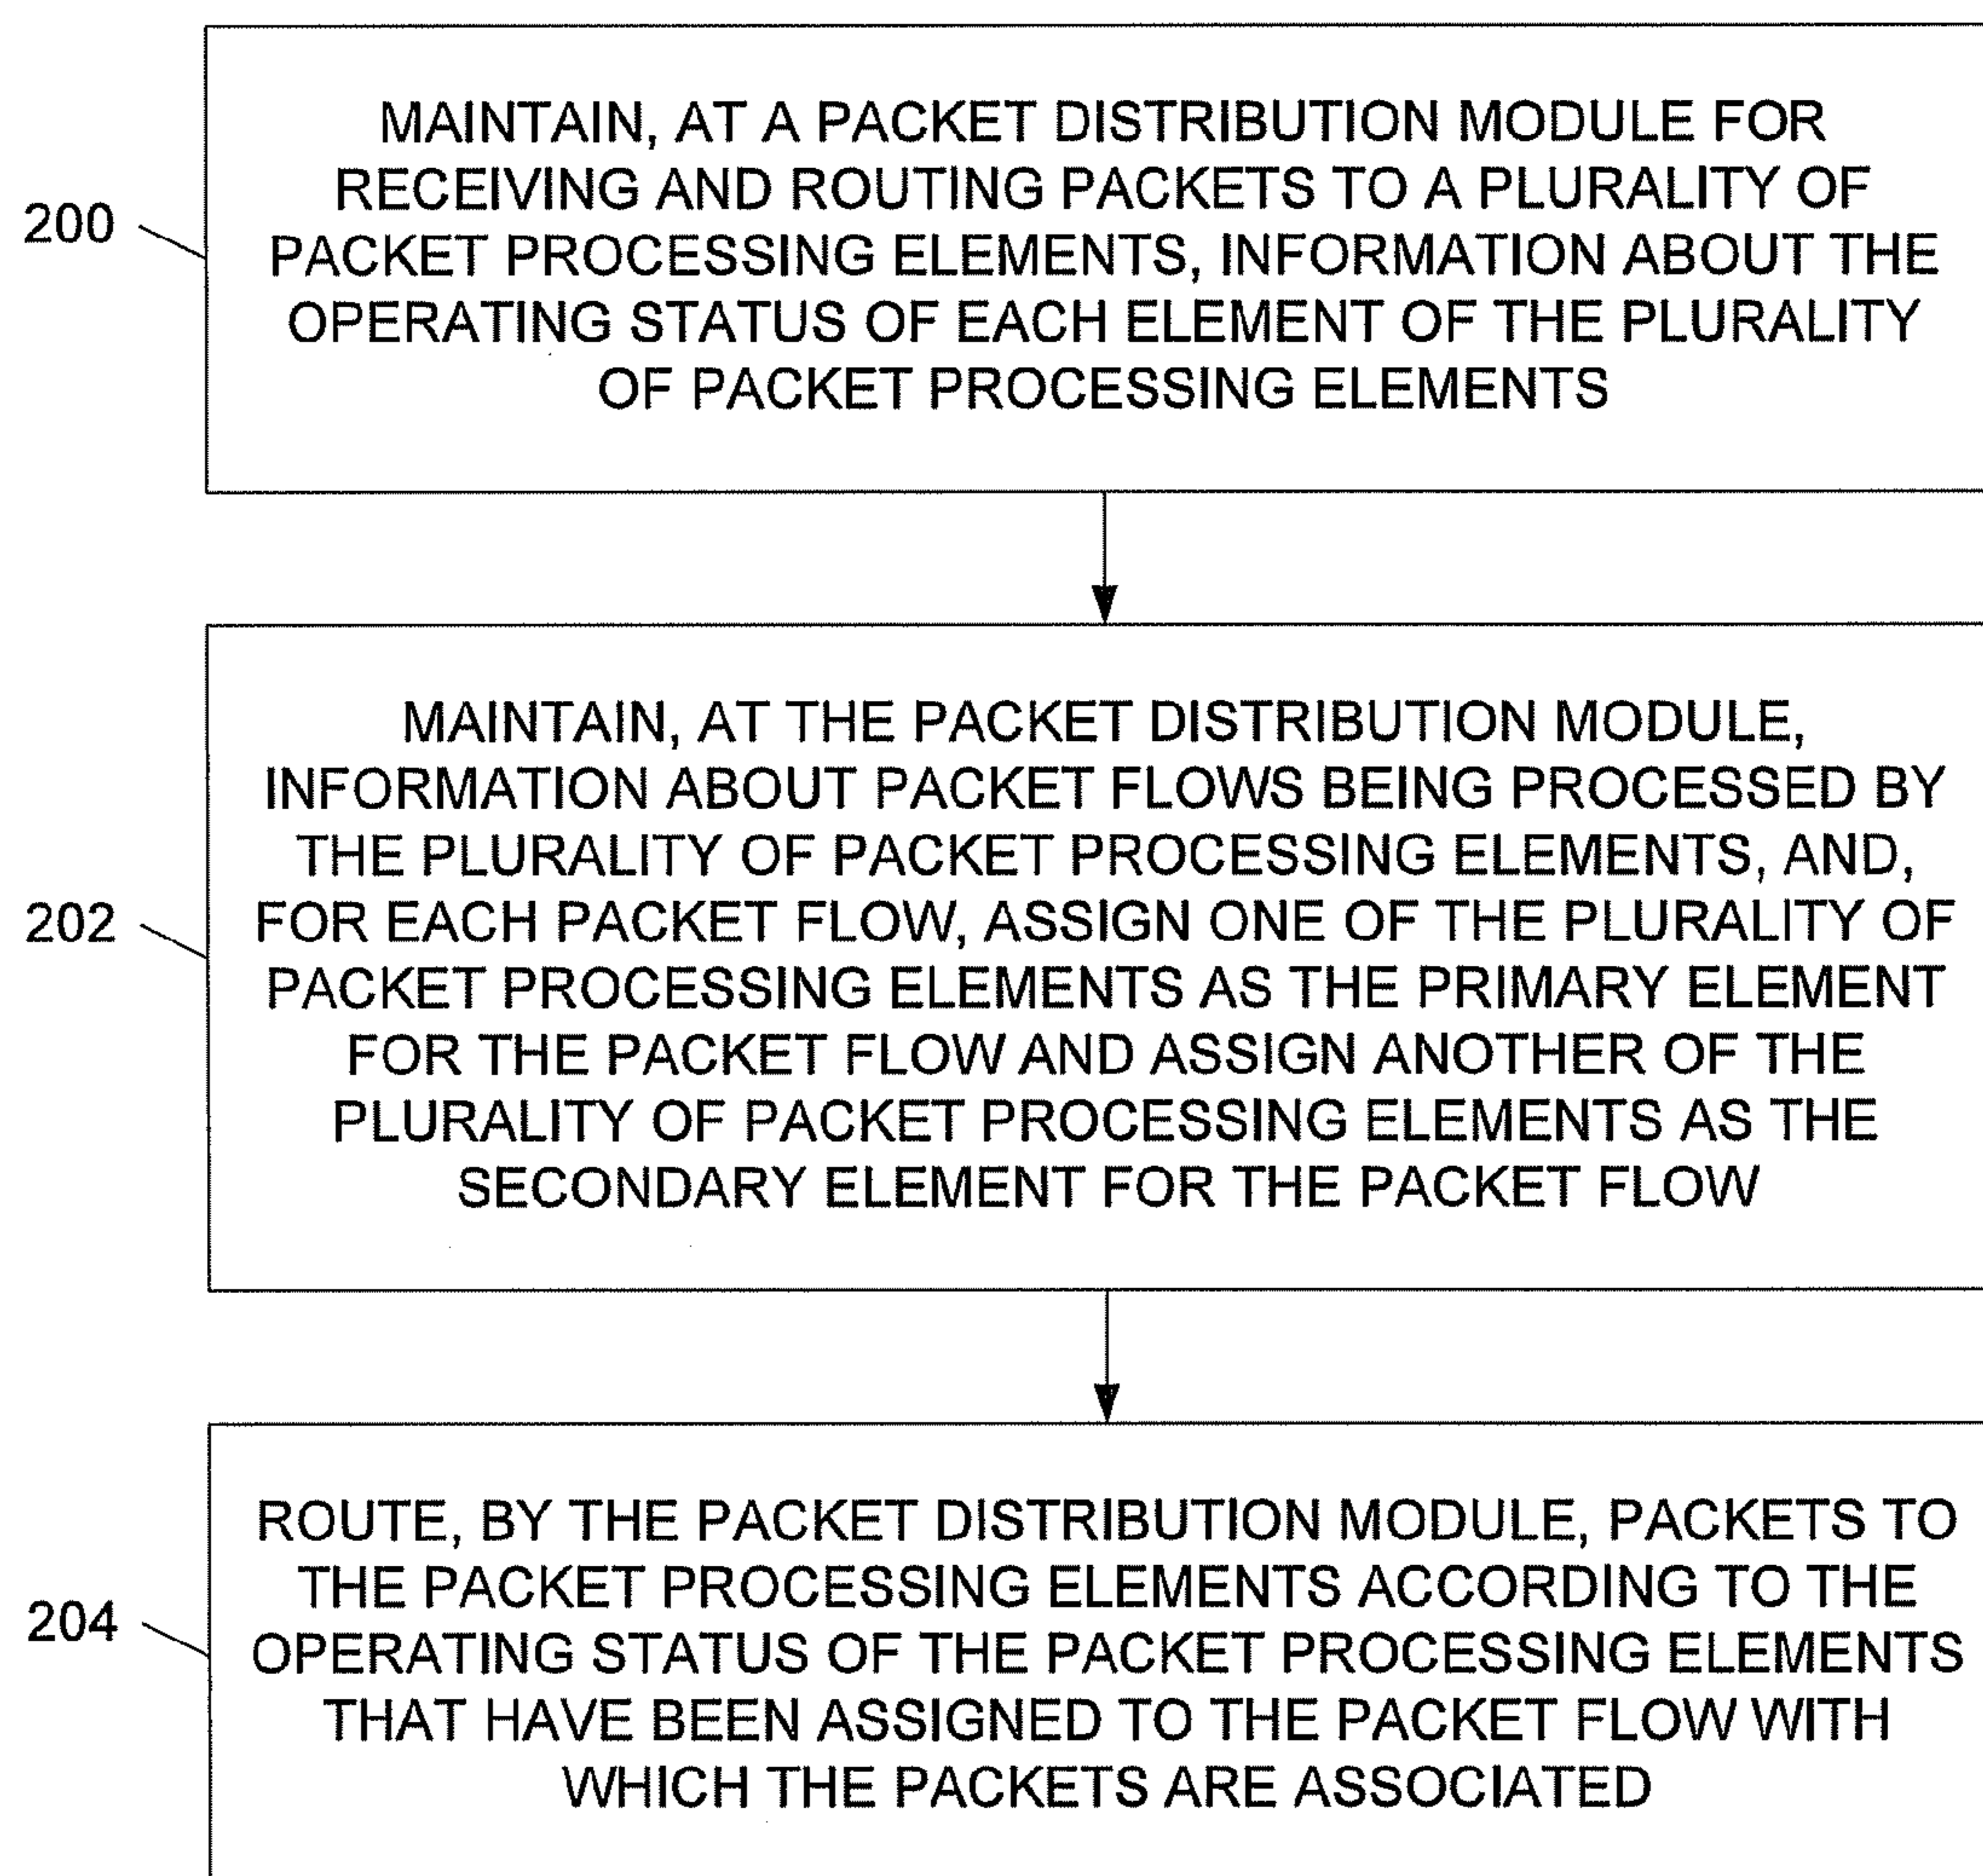 MAINTAIN, AT A PACKET DISTRIBUTION MODULE FOR
RECEIVING AND ROUTING PACKETS TO A PLURALITY OF
PACKET PROCESSING ELEMENTS, INFORMATION ABOUT THE
OPERATING STATUS OF EACH ELEMENT OF THE PLURALITY
OF PACKET PROCESSING ELEMENTS
200
MAINTAIN, AT THE PACKET DISTRIBUTION MODULE,
INFORMATION ABOUT PACKET FLOWS BEING PROCESSED BY
THE PLURALITY OF PACKET PROCESSING ELEMENTS, AND,
FOR EACH PACKET FLOW, ASSIGN ONE OF THE PLURALITY OF
PACKET PROCESSING ELEMENTS AS THE PRIMARY ELEMENT
FOR THE PACKET FLOW AND ASSIGN ANOTHER OF THE
PLURALITY OF PACKET PROCESSING ELEMENTS AS THE
SECONDARY ELEMENT FOR THE PACKET FLOW
202
ROUTE, BY THE PACKET DISTRIBUTION MODULE, PACKETS TO
THE PACKET PROCESSING ELEMENTS ACCORDING TO THE
OPERATING STATUS OF THE PACKET PROCESSING ELEMENTS
THAT HAVE BEEN ASSIGNED TO THE PACKET FLOW WITH
WHICH THE PACKETS ARE ASSOCIATED
204